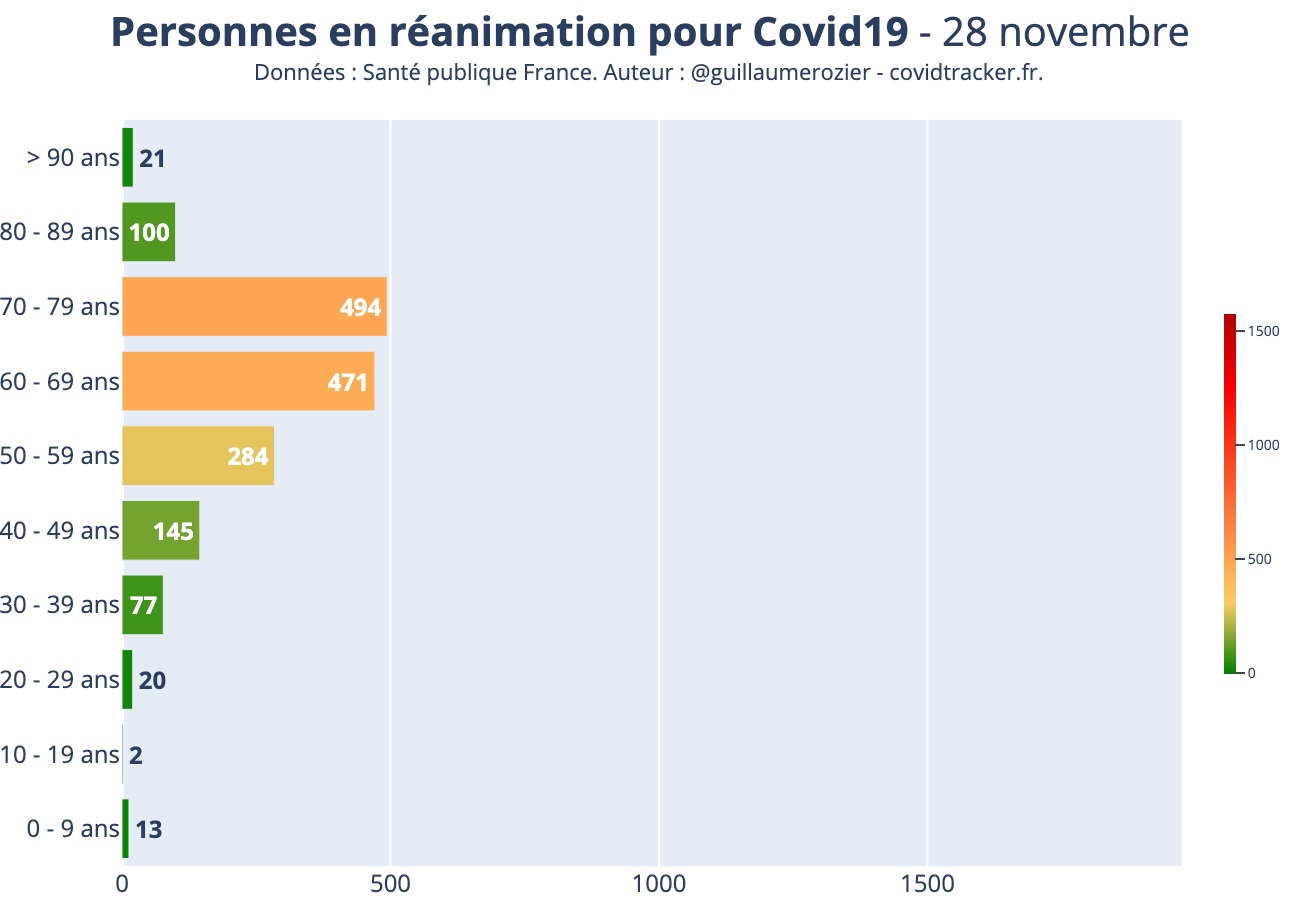 Personnes en réanimation pour Covid19 - 28 novembre
Données : Santé publique France. Auteur : @guillaumerozier - covidtracker.fr.
> 90 ans 21
80 - 89 ans 100
70 - 79 ans 494
60 - 69 ans 471
50 - 59 ans 284
40 - 49 ans 145
30 - 39 ans 77
20 - 29 ans 20
10 - 19 ans 2
0 - 9 ans 13
0 500 1000 1500
1500
1000
500
0